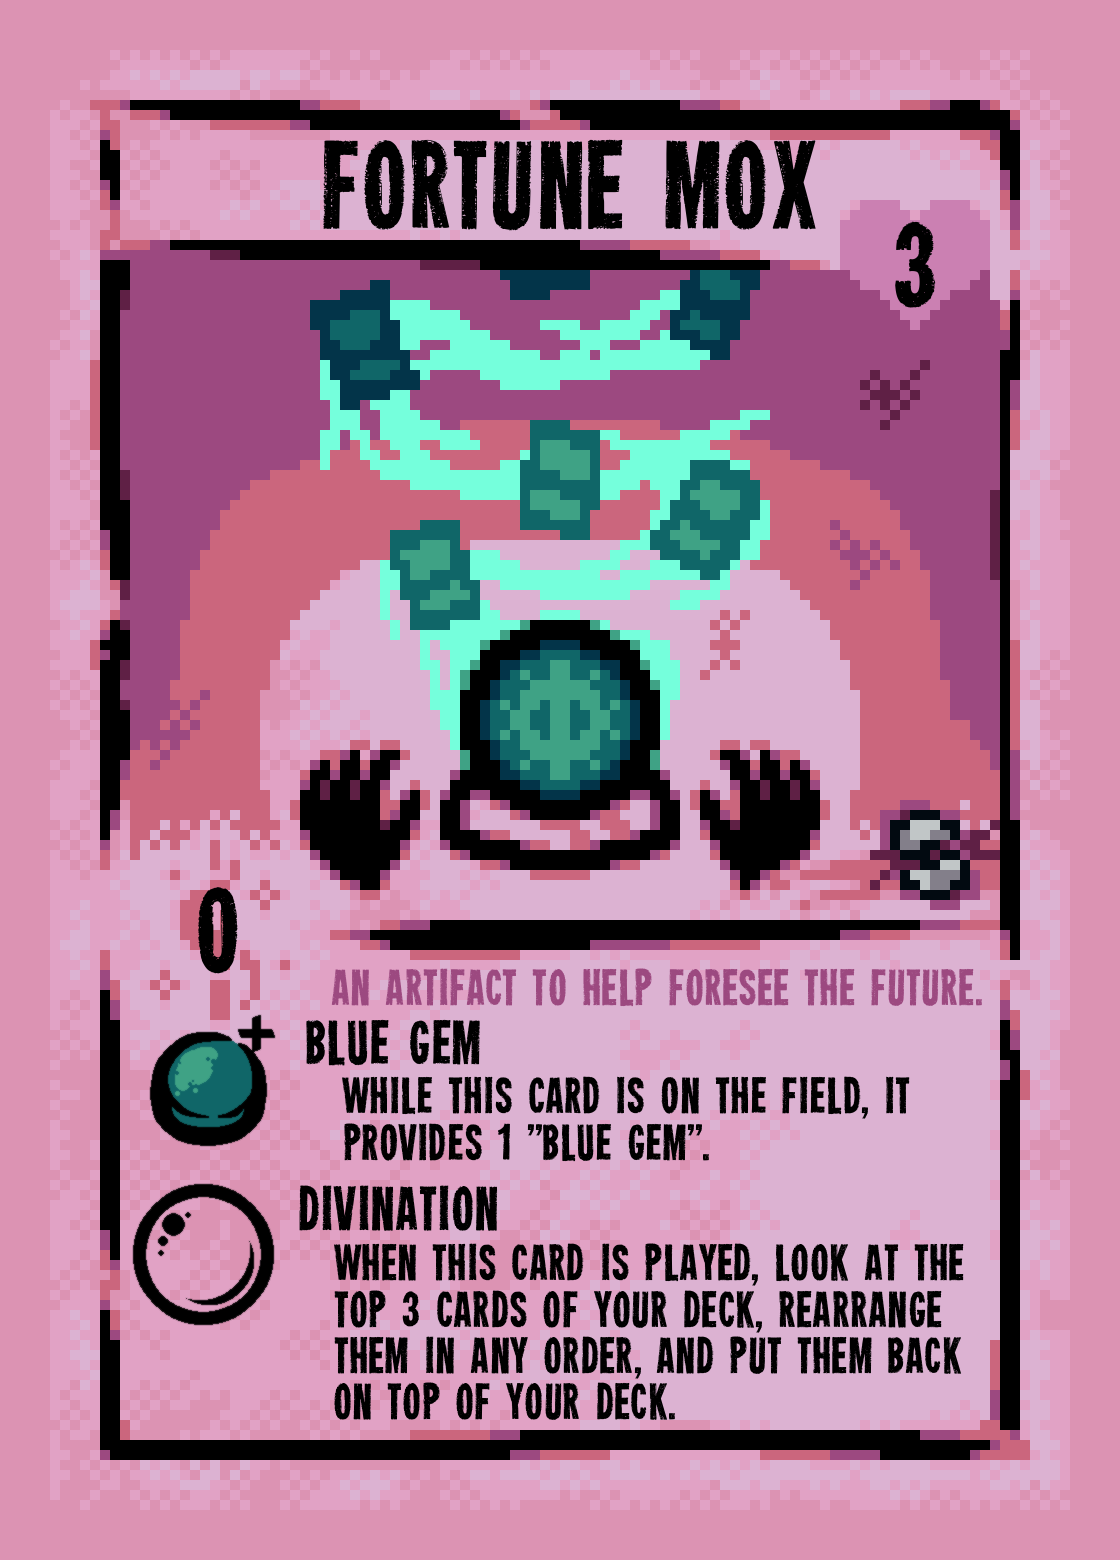 FORTUNE MOX
3
0
AN ARTIFACT TO HELP FORESEE THE FUTURE.
BLUE GEM
WHILE THIS CARD IS ON THE FIELD, IT
PROVIDES 1 ”BLUE GEM”.
DIVINATION
WHEN THIS CARD IS PLAYED, LOOK AT THE
TOP 3 CARDS OF YOUR DECK, REARRANGE
THEM IN ANY ORDER, AND PUT THEM BACK
ON TOP OF YOUR DECK.